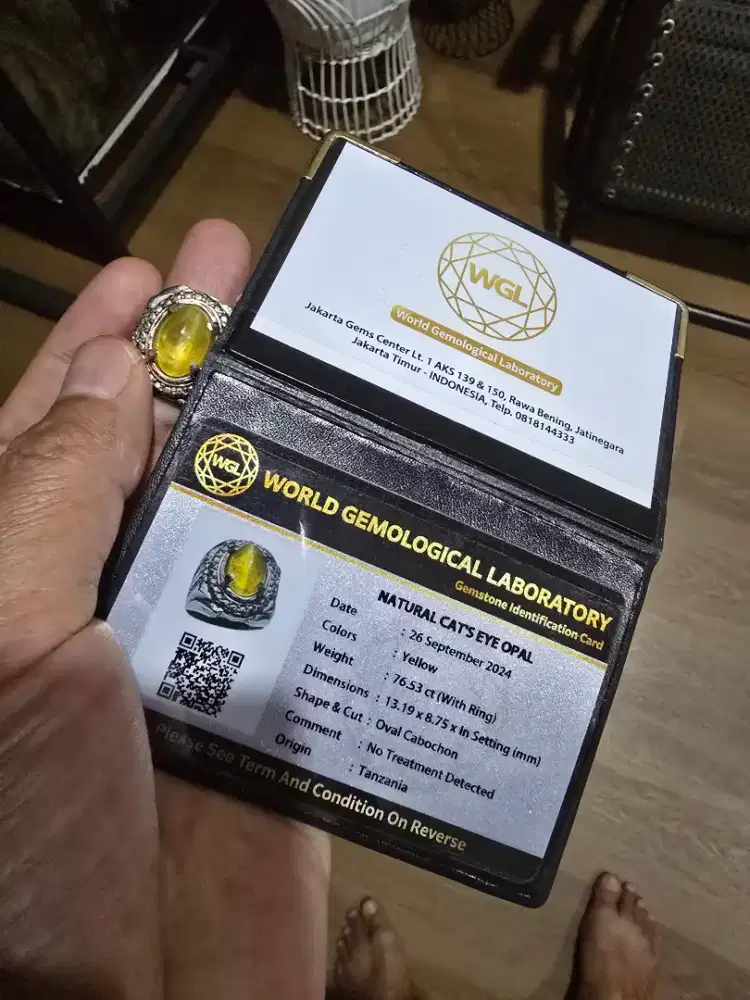 WGL
World Gemological Laboratory
Jakarta Gems Center Lt. 1 AKS 139 & 150, Rawa Bening, Jatinegara
Jakarta Timur - INDONESIA, Telp. 0818144333
WGL
WORLD GEMOLOGICAL LABORATORY
Gemstone Identification Card
NATURAL CAT'S EYE OPAL
Date : 26 September 2024
Colors : Yellow
Weight : 76.53 ct (With Ring)
Dimensions : 13.19 x 8.75 x In Setting (mm)
Shape & Cut : Oval Cabochon
Comment : No Treatment Detected
Origin : Tanzania
Please See Term And Condition On Reverse